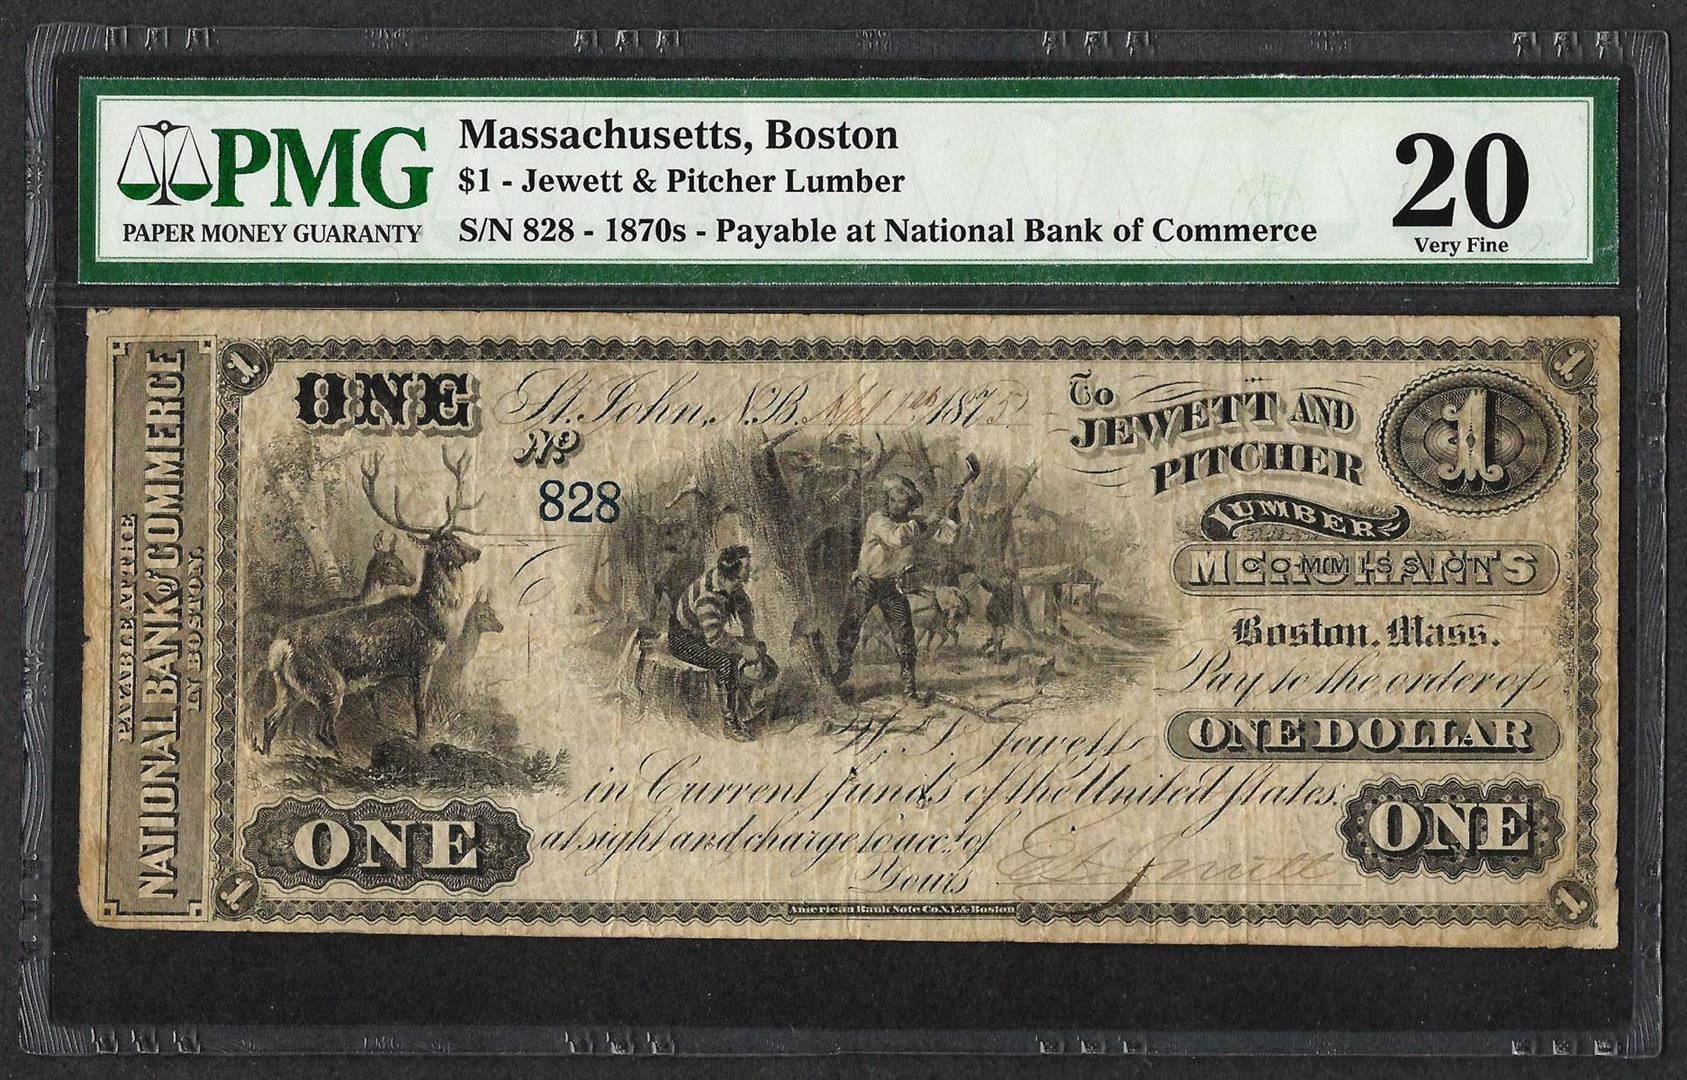 PMG
PAPER MONEY GUARANTY
Massachusetts, Boston
$1 - Jewett & Pitcher Lumber
S/N 828 - 1870s - Payable at National Bank of Commerce
20
Very Fine
PAYABLE AT THE
NATIONAL BANK of COMMERCE
IN BOSTON.
1
1
ONE
St. John, N.B. 187
No
828
To
JEWETT AND
PITCHER
1
LUMBER
COMMISSION
MERCHANTS
Boston, Mass.
Pay to the order of
W. S. Jewett
ONE DOLLAR
in Current funds of the United States.
at sight and charge to acct. of
Yours
ONE
ONE
1
1
American Bank Note Co. N.Y. & Boston
PMG